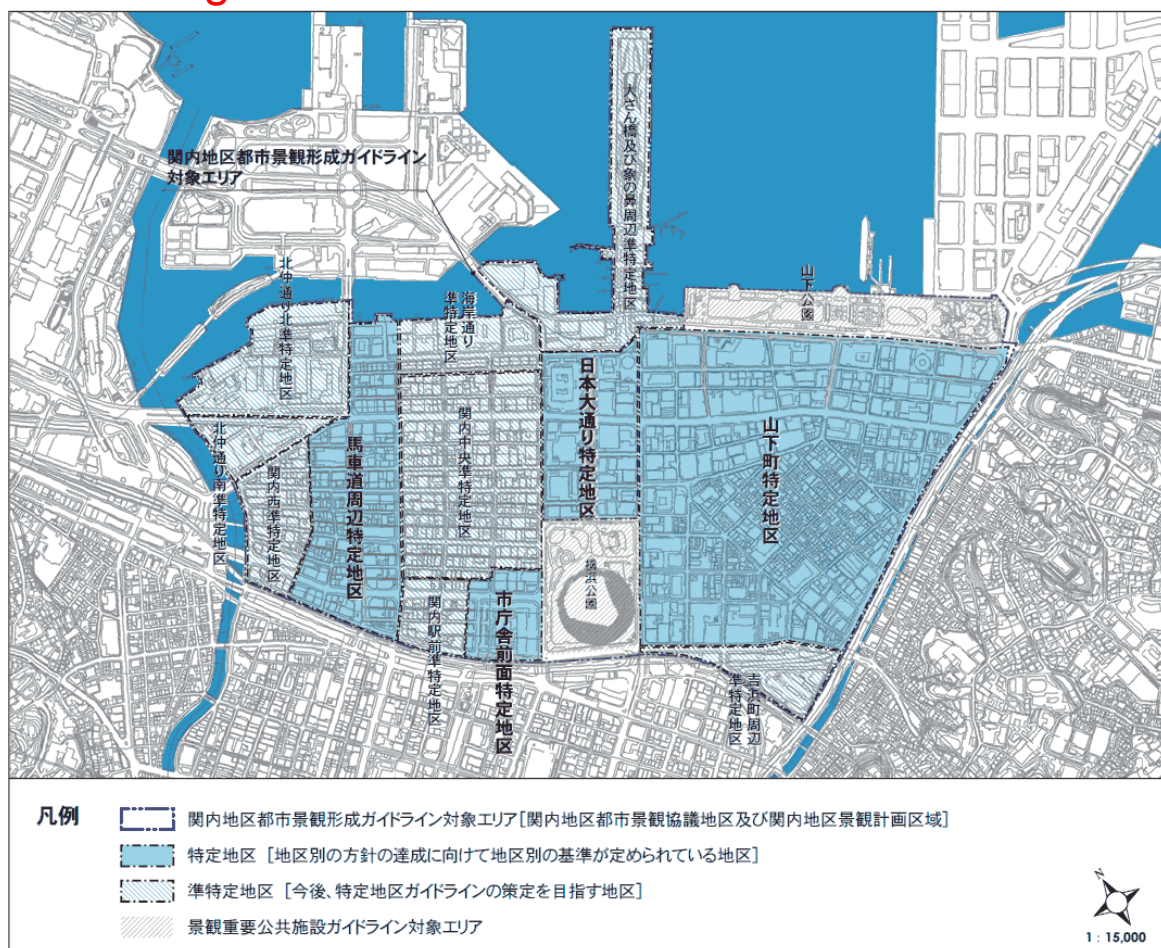 関内地区都市景観形成ガイドライン
対象エリア
大さん橋及び象の鼻周辺準特定地区
山下公園
北仲通り北準特定地区
海岸通り
準特定地区
日本大通り特定地区
関内中央準特定地区
馬車道周辺特定地区
山下町特定地区
北仲通り南準特定地区
関内西準特定地区
横浜公園
関内駅前準特定地区
市庁舎前面特定地区
吉浜町周辺
準特定地区
凡例
関内地区都市景観形成ガイドライン対象エリア[関内地区都市景観協議地区及び関内地区景観計画区域]
特定地区 [地区別の方針の達成に向けて地区別の基準が定められている地区]
準特定地区 [今後、特定地区ガイドラインの策定を目指す地区]
景観重要公共施設ガイドライン対象エリア
N
1 : 15,000